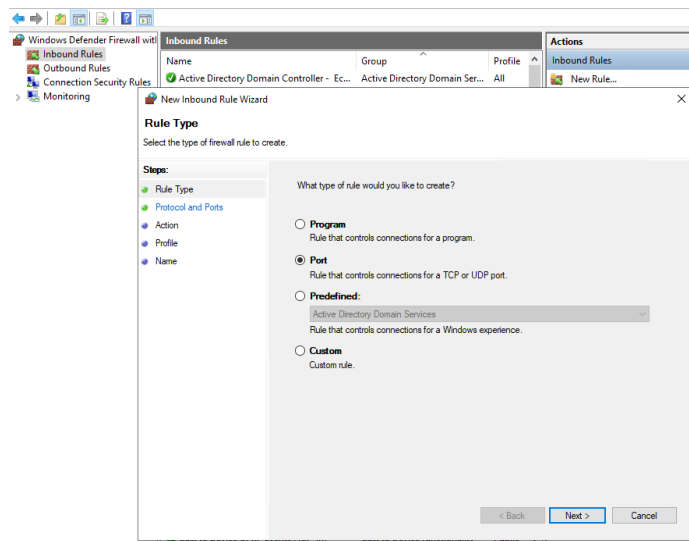 Windows Defender Firewall with
Inbound Rules
Outbound Rules
Connection Security Rules
Monitoring
Inbound Rules
Name Group Profile
Active Directory Domain Controller - Ec... Active Directory Domain Ser... All
Actions
Inbound Rules
New Rule...
New Inbound Rule Wizard
Rule Type
Select the type of firewall rule to create.
Steps:
Rule Type
Protocol and Ports
Action
Profile
Name
What type of rule would you like to create?
Program
Rule that controls connections for a program.
Port
Rule that controls connections for a TCP or UDP port.
Predefined:
Active Directory Domain Services
Rule that controls connections for a Windows experience.
Custom
Custom rule.
< Back Next > Cancel